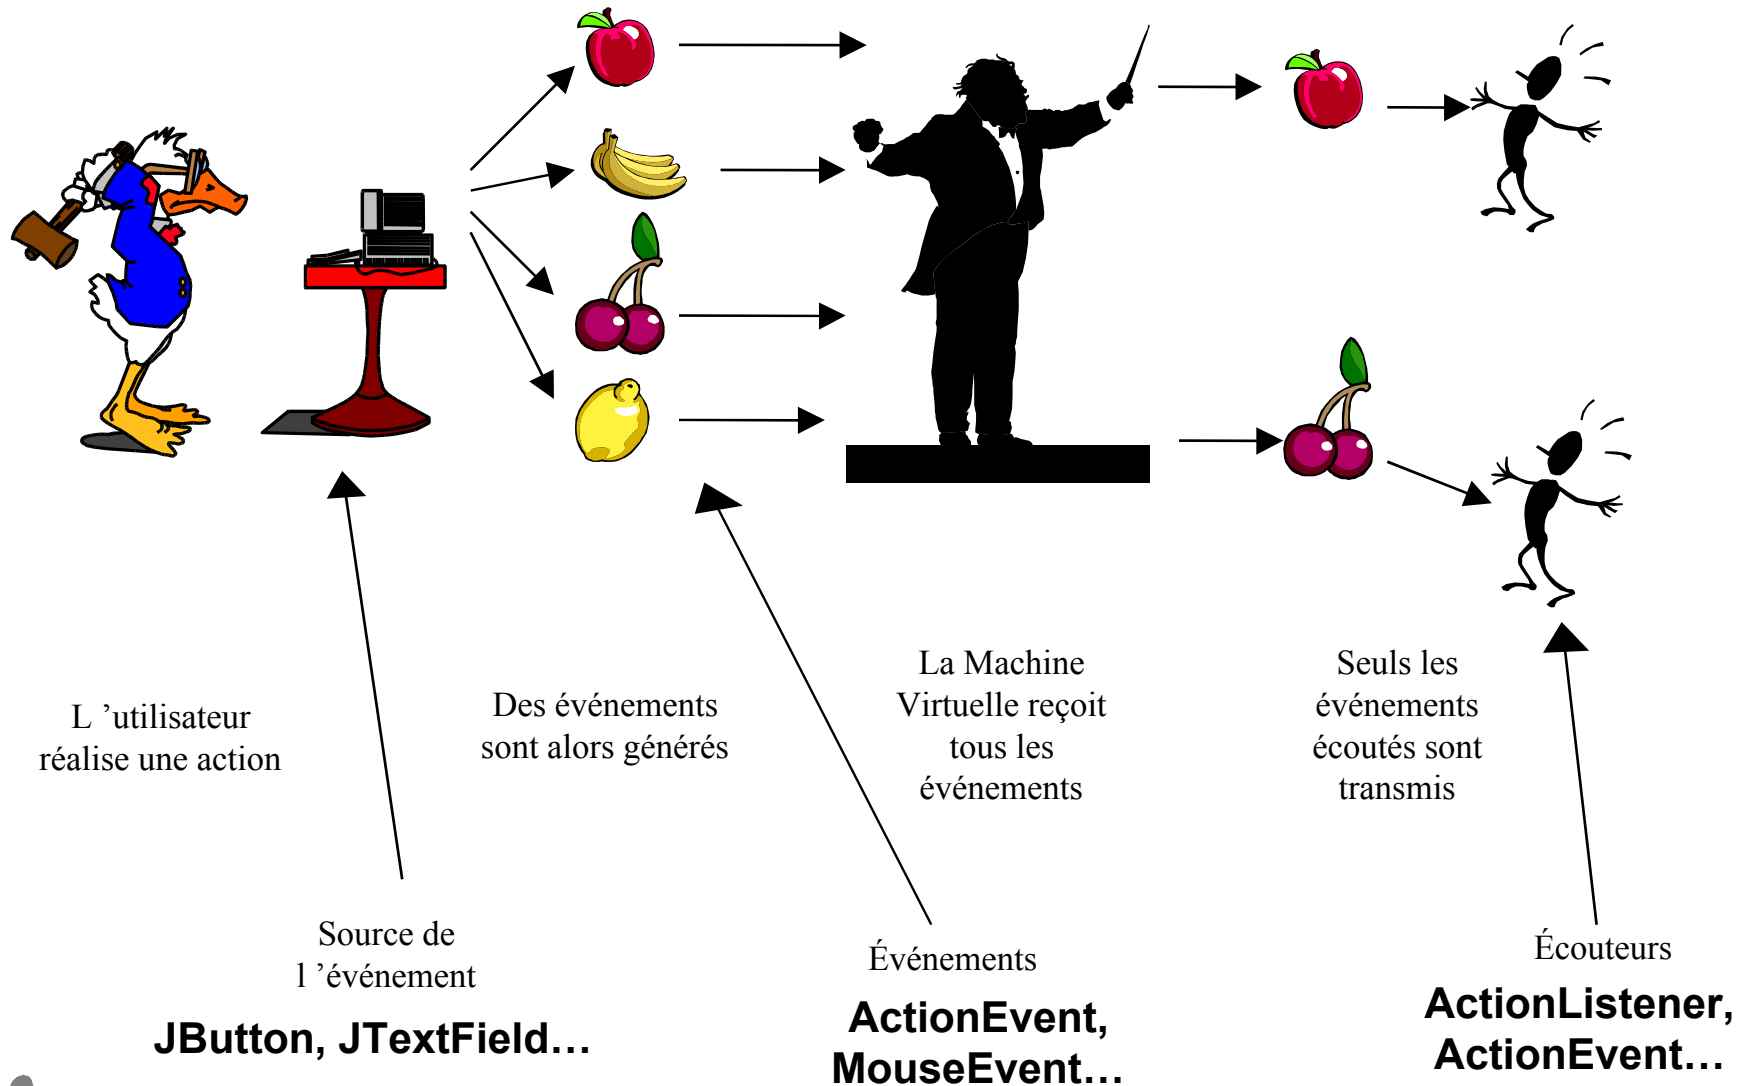 L ’utilisateur
réalise une action
Des événements
sont alors générés
La Machine
Virtuelle reçoit
tous les
événements
Seuls les
événements
écoutés sont
transmis
Source de
l ’événement
JButton, JTextField…
Événements
ActionEvent,
MouseEvent…
Écouteurs
ActionListener,
ActionEvent…